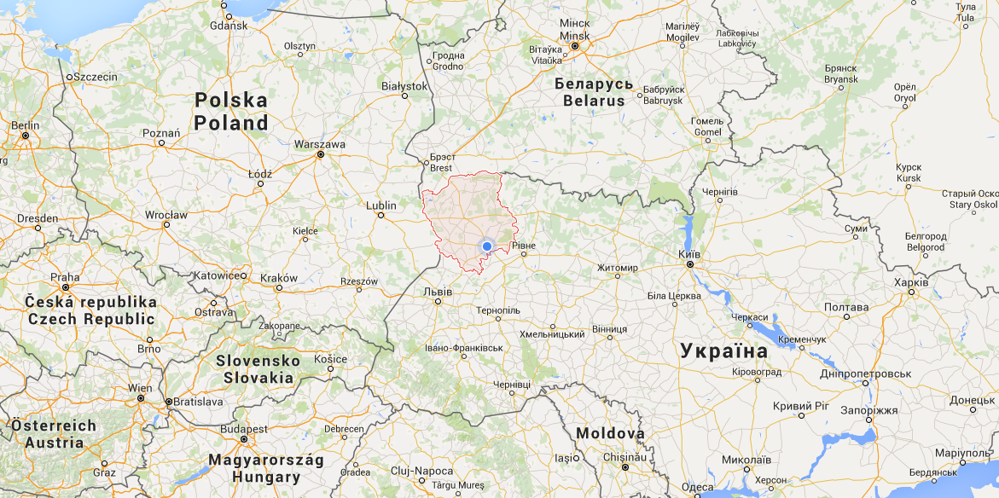 Gdańsk
Olsztyn
Szczecin
Białystok
Polska
Poland
Berlin
rg
Poznań
Warszawa
Łódź
Lublin
Wrocław
Dresden
Kielce
Katowice
Kraków
Rzeszów
Praha
Česká republika
Czech Republic
Ostrava
Zakopane
Brno
Slovensko
Slovakia
Košice
Wien
Bratislava
Österreich
Austria
Graz
Budapest
Debrecen
Magyarország
Hungary
Oradea
Cluj-Napoca
Târgu Mureș
Гродна
Grodno
Мінск
Minsk
Вітаўка
Vitaŭka
Магілёў
Mogilev
Лабковічы
Labkovičy
Тула
Tula
Беларусь
Belarus
Бабруйск
Babruysk
Брянск
Bryansk
Орёл
Oryol
Гомель
Gomel
Брэст
Brest
Курск
Kursk
Старый Оско
Stary Oskol
Чернігів
Суми
Белгород
Belgorod
Рівне
Київ
Житомир
Харків
Львів
Біла Церква
Полтава
Тернопіль
Черкаси
Хмельницький
Вінниця
Кременчук
Україна
Івано-Франківськ
Кіровоград
Дніпропетровськ
Чернівці
Донецьк
Кривий Ріг
Запоріжжя
Moldova
Iași
Chișinău
Миколаїв
Маріуполь
Бердянськ
Херсон
Одеса